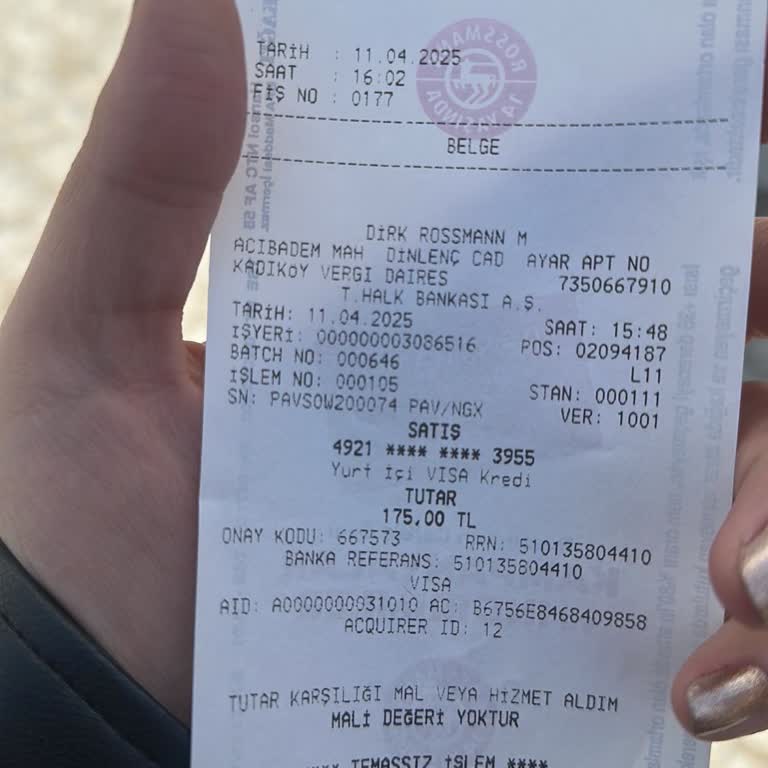 TARİH : 11.04.2025
SAAT : 16:02
FİŞ NO : 0177
BELGE
DİRK ROSSMANN M
ACIBADEM MAH DİNLENÇ CAD AYAR APT NO
KADIKÖY VERGİ DAİRES 7350667910
T.HALK BANKASI A.Ş.
TARİH: 11.04.2025 SAAT: 15:48
İŞYERİ: 000000003086516 POS: 02094187
BATCH NO: 000646 L11
İŞLEM NO: 000105 STAN: 000111
SN: PAVSOW200074 PAV/NGX VER: 1001
SATIŞ
4921 **** **** 3955
Yurt İçi VISA Kredi
TUTAR
175,00 TL
ONAY KODU: 667573 RRN: 510135804410
BANKA REFERANS: 510135804410
VISA
AID: A0000000031010 AC: B6756E8468409858
ACQUIRER ID: 12
TUTAR KARŞILIĞI MAL VEYA HİZMET ALDIM
MALİ DEĞERİ YOKTUR
**** TEMASSIZ İŞLEM ****